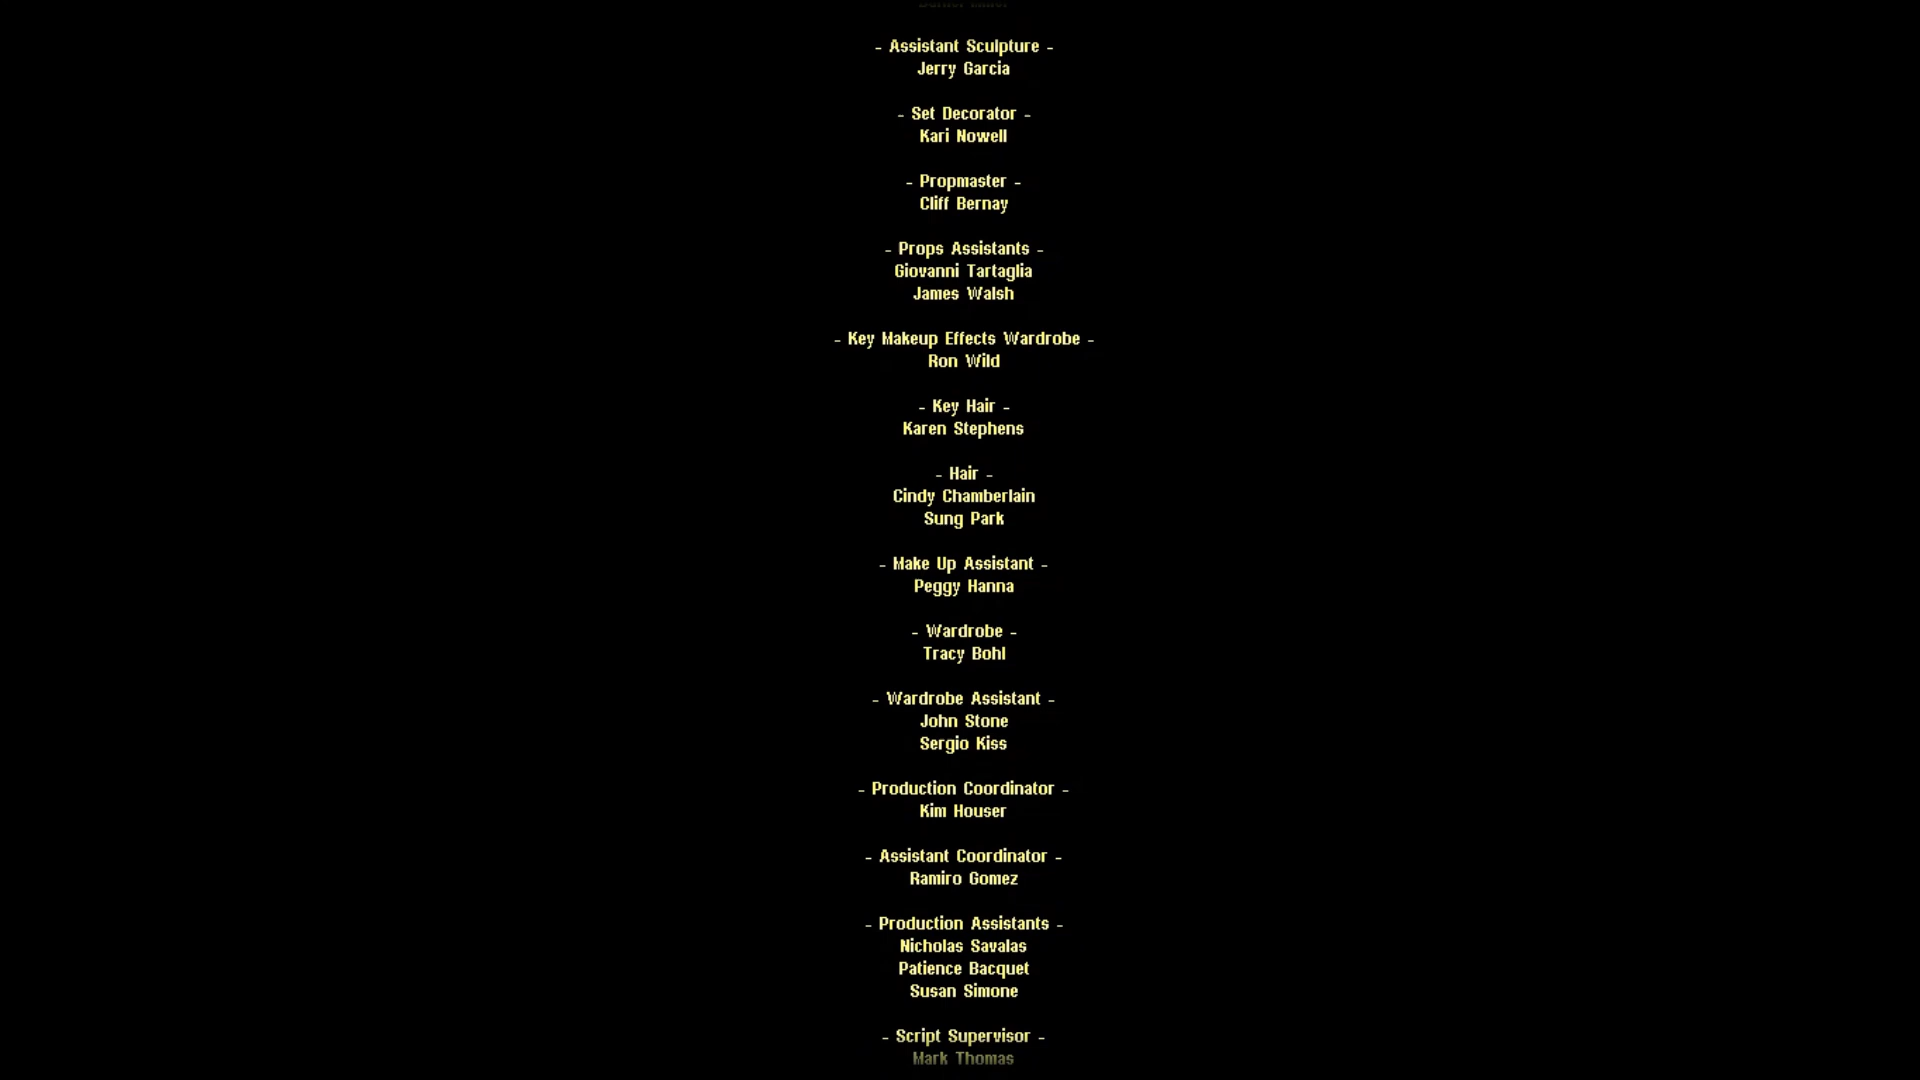 - Assistant Sculpture -
Jerry Garcia
- Set Decorator -
Kari Nowell
- Propmaster -
Cliff Bernay
- Props Assistants -
Giovanni Tartaglia
James Walsh
- Key Makeup Effects Wardrobe -
Ron Wild
- Key Hair -
Karen Stephens
- Hair -
Cindy Chamberlain
Sung Park
- Make Up Assistant -
Peggy Hanna
- Wardrobe -
Tracy Bohl
- Wardrobe Assistant -
John Stone
Sergio Kiss
- Production Coordinator -
Kim Houser
- Assistant Coordinator -
Ramiro Gomez
- Production Assistants -
Nicholas Savalas
Patience Bacquet
Susan Simone
- Script Supervisor -
Mark Thomas